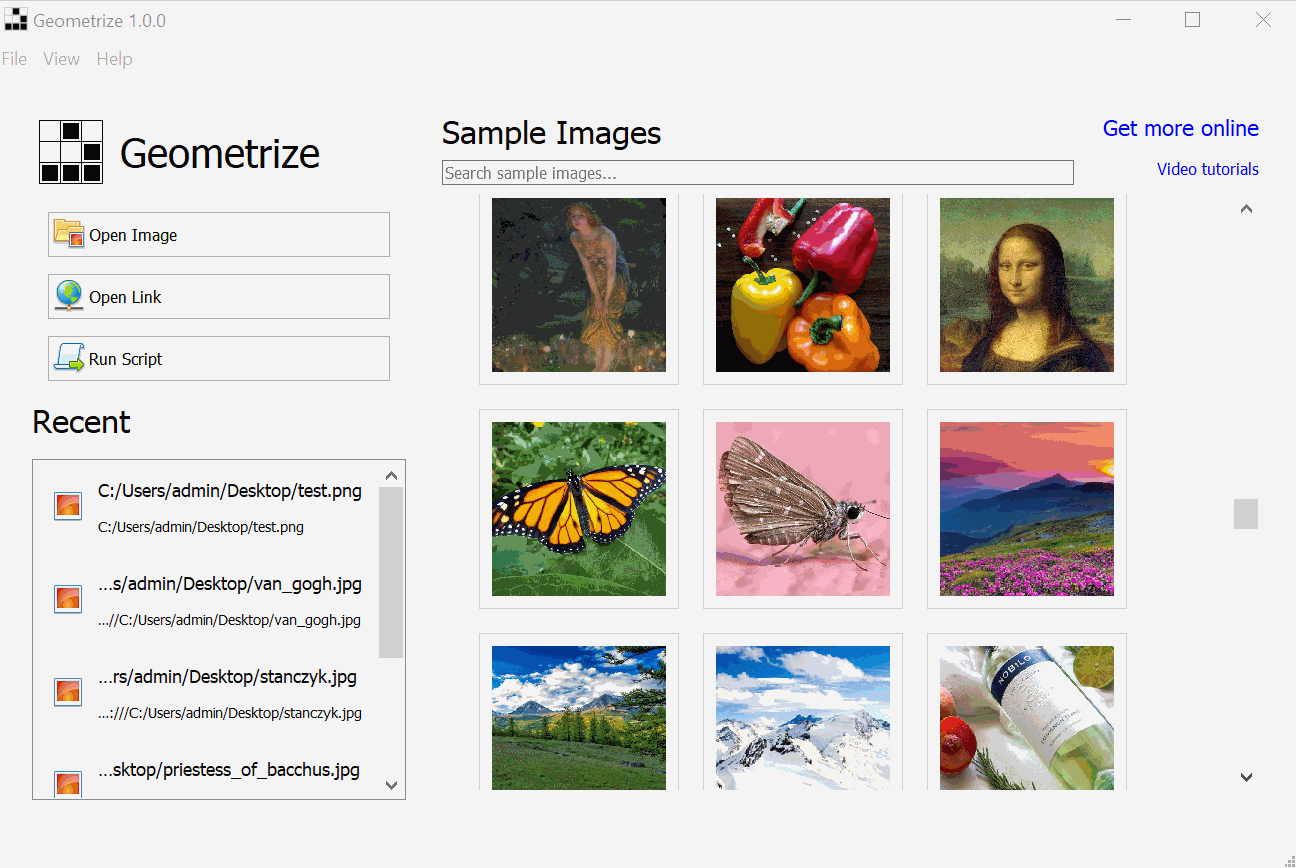 Geometrize 1.0.0
File View Help
Geometrize
Open Image
Open Link
Run Script
Recent
C:/Users/admin/Desktop/test.png
C:/Users/admin/Desktop/test.png
...s/admin/Desktop/van_gogh.jpg
...//C:/Users/admin/Desktop/van_gogh.jpg
...rs/admin/Desktop/stanczyk.jpg
...:///C:/Users/admin/Desktop/stanczyk.jpg
...sktop/priestess_of_bacchus.jpg
Sample Images
Get more online
Search sample images...
Video tutorials
NOBILO